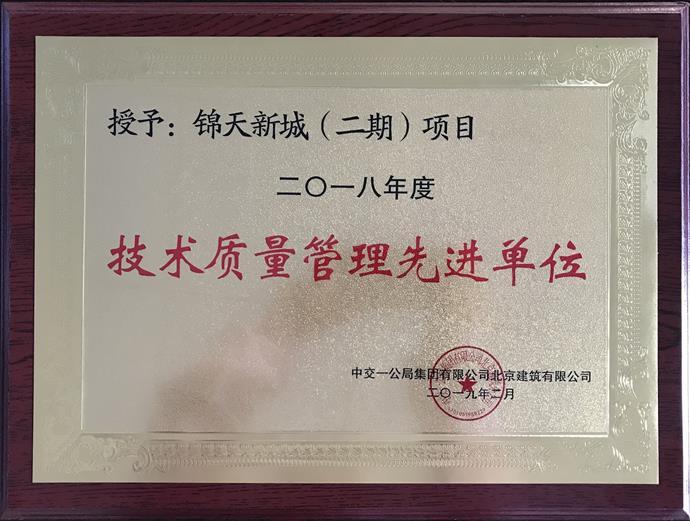 授予：锦天新城（二期）项目
二〇一八年度
技术质量管理先进单位
中交一公局集团有限公司北京建筑有限公司
二〇一九年二月